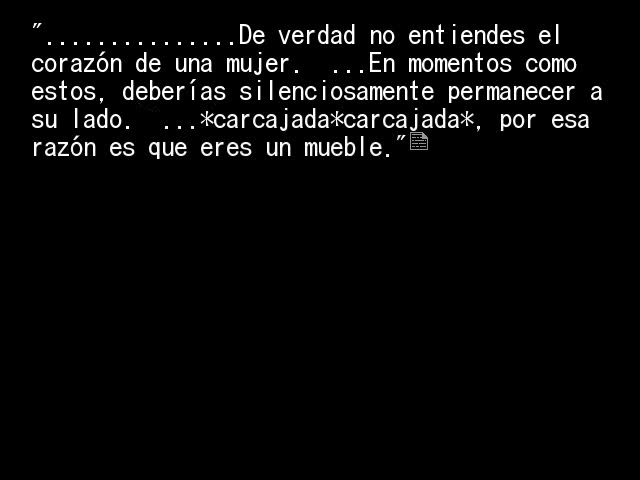 "...............De verdad no entiendes el
corazón de una mujer.  ...En momentos como
estos, deberías silenciosamente permanecer a
su lado.  ...*carcajada*carcajada*, por esa
razón es que eres un mueble."